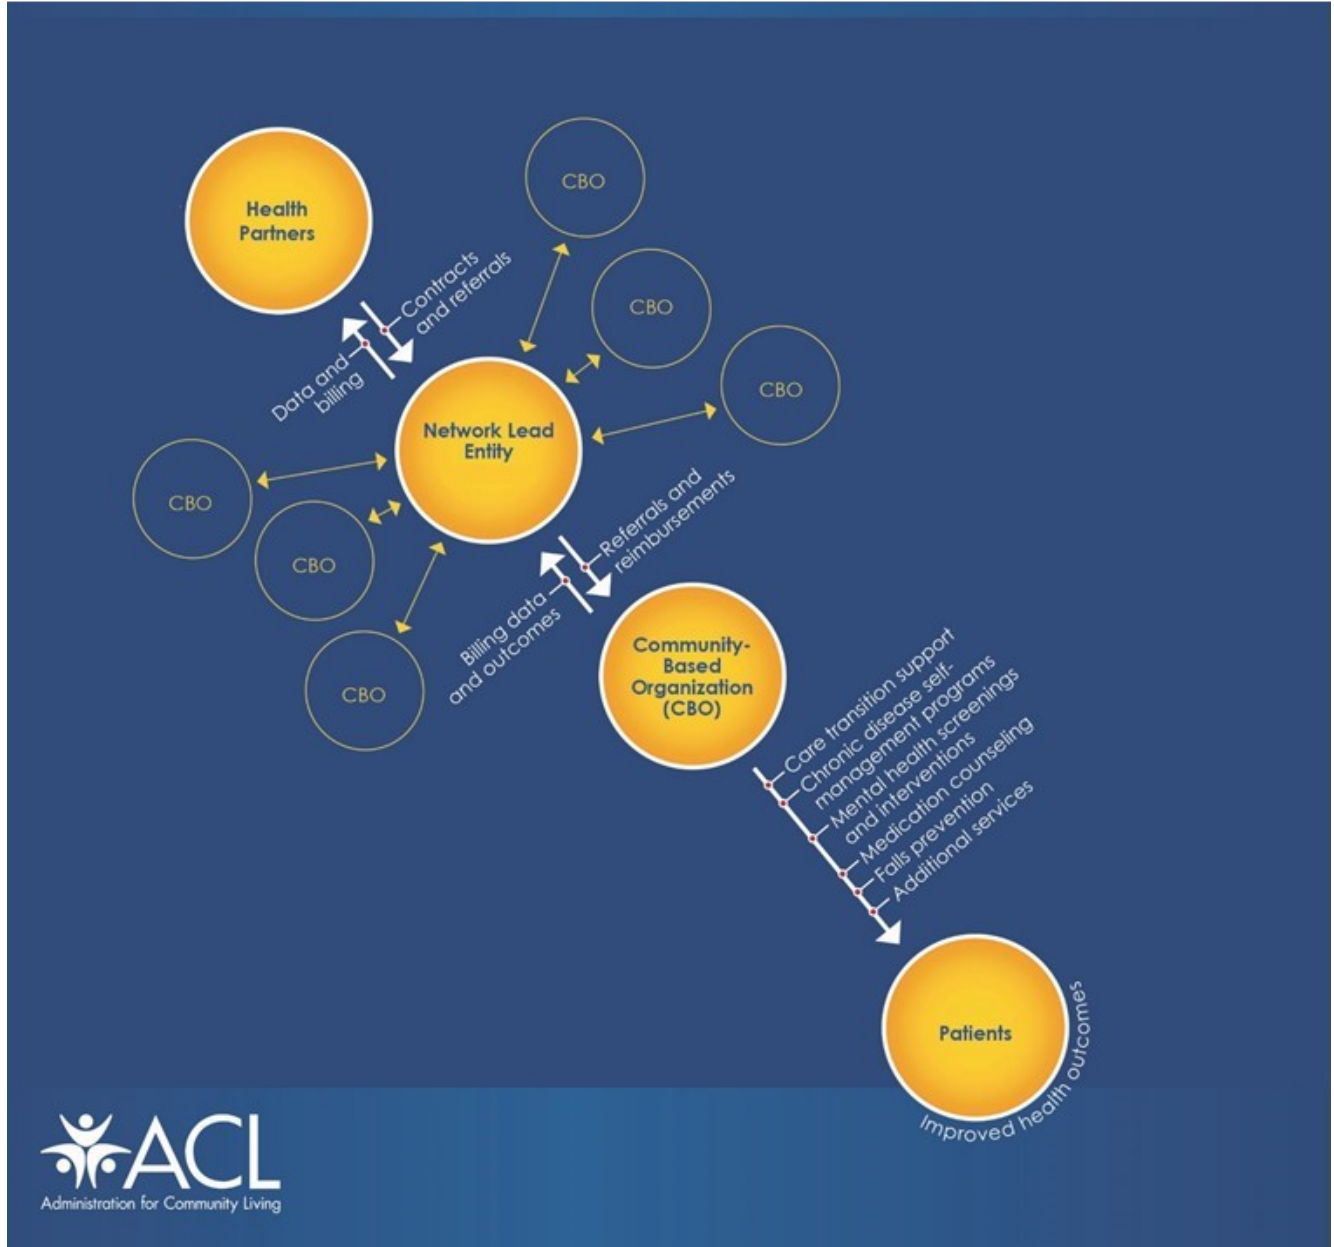 Health
Partners
CBO
Contracts
and referrals
CBO
Data and
billing
CBO
Network Lead
Entity
CBO
CBO
CBO
Referrals and
reimbursements
Billing data
and outcomes
Community-
Based
Organization
(CBO)
Care transition support
Chronic disease self-
management programs
Mental health screenings
and interventions
Medication counseling
Falls prevention
Additional services
Patients
Improved health outcomes
ACL
Administration for Community Living